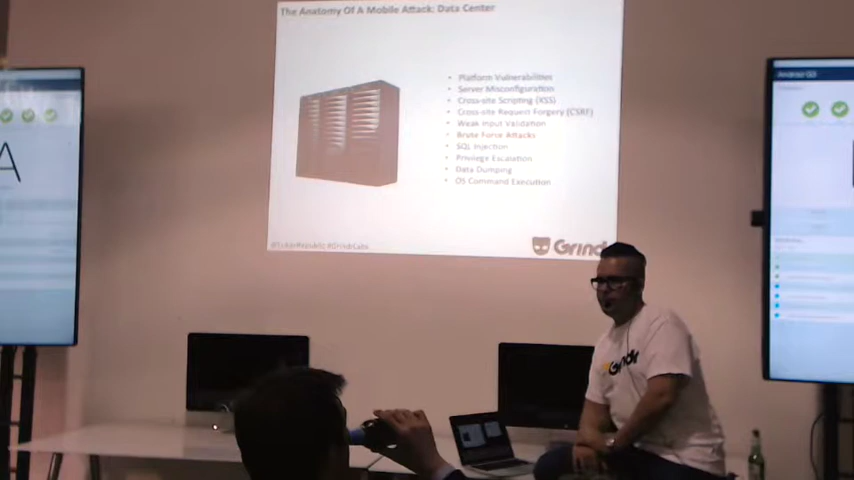 The Anatomy Of A Mobile Attack: Data Center
• Platform Vulnerabilities
• Server Misconfiguration
• Cross-site Scripting (XSS)
• Cross-site Request Forgery (CSRF)
• Weak Input Validation
• Brute Force Attacks
• SQL Injection
• Privilege Escalation
• Data Dumping
• OS Command Execution
Grindr
Grindr
A